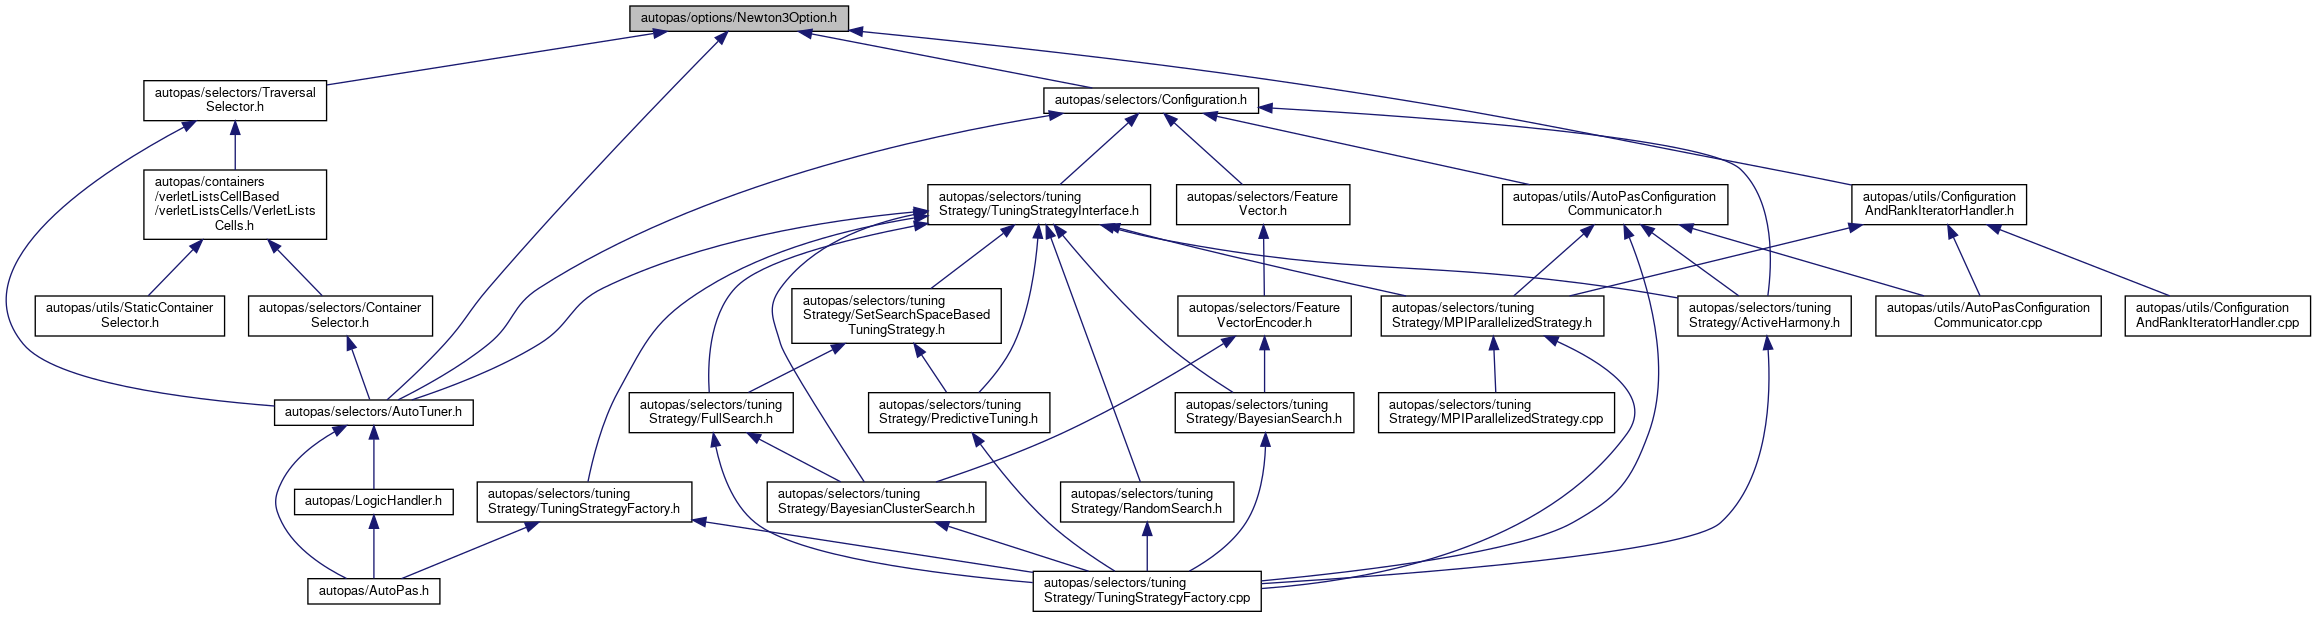 autopas/options/Newton3Option.h
autopas/selectors/Traversal
Selector.h
autopas/selectors/Configuration.h
autopas/containers
/verletListsCellBased
/verletListsCells/VerletLists
Cells.h
autopas/selectors/tuning
Strategy/TuningStrategyInterface.h
autopas/selectors/Feature
Vector.h
autopas/utils/AutoPasConfiguration
Communicator.h
autopas/utils/Configuration
AndRankIteratorHandler.h
autopas/utils/StaticContainer
Selector.h
autopas/selectors/Container
Selector.h
autopas/selectors/tuning
Strategy/SetSearchSpaceBased
TuningStrategy.h
autopas/selectors/Feature
VectorEncoder.h
autopas/selectors/tuning
Strategy/MPIParallelizedStrategy.h
autopas/selectors/tuning
Strategy/ActiveHarmony.h
autopas/utils/AutoPasConfiguration
Communicator.cpp
autopas/utils/Configuration
AndRankIteratorHandler.cpp
autopas/selectors/AutoTuner.h
autopas/selectors/tuning
Strategy/FullSearch.h
autopas/selectors/tuning
Strategy/PredictiveTuning.h
autopas/selectors/tuning
Strategy/BayesianSearch.h
autopas/selectors/tuning
Strategy/MPIParallelizedStrategy.cpp
autopas/LogicHandler.h
autopas/selectors/tuning
Strategy/TuningStrategyFactory.h
autopas/selectors/tuning
Strategy/BayesianClusterSearch.h
autopas/selectors/tuning
Strategy/RandomSearch.h
autopas/AutoPas.h
autopas/selectors/tuning
Strategy/TuningStrategyFactory.cpp